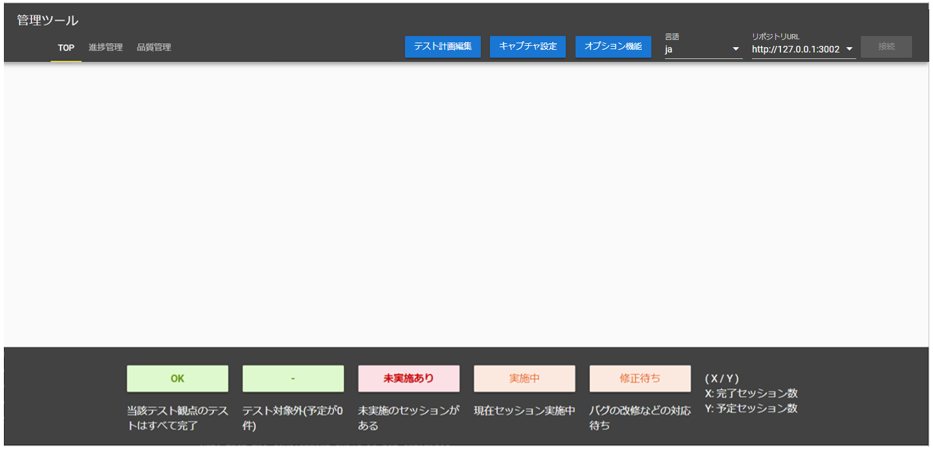 管理ツール
TOP 進捗管理 品質管理 テスト計画編集 キャプチャ設定 オプション機能 言語 ja リポジトリURL http://127.0.0.1:3002 接続
OK - 未実施あり 実施中 修正待ち
当該テスト観点のテス
トはすべて完了
テスト対象外(予定が0
件)
未実施のセッションが
ある
現在セッション実施中
バグの改修などの対応
待ち
( X / Y )
X: 完了セッション数
Y: 予定セッション数